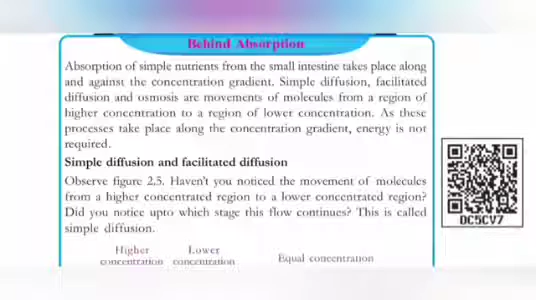 Behind Absorption
Absorption of simple nutrients from the small intestine takes place along
and against the concentration gradient. Simple diffusion, facilitated
diffusion and osmosis are movements of molecules from a region of
higher concentration to a region of lower concentration. As these
processes take place along the concentration gradient, energy is not
required.
Simple diffusion and facilitated diffusion
Observe figure 2.5. Haven't you noticed the movement of molecules
from a higher concentrated region to a lower concentrated region?
Did you notice upto which stage this flow continues? This is called
simple diffusion.
Higher Lower
concentration concentration Equal concentration
DC5CV7